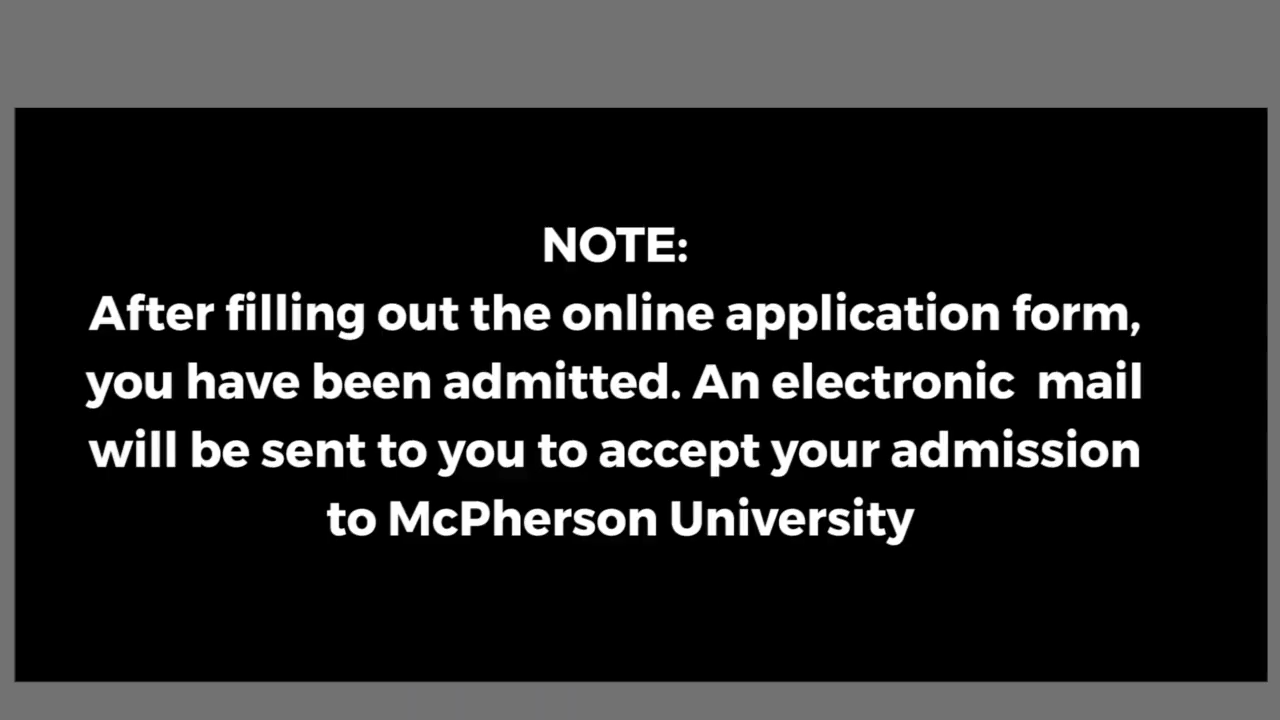 NOTE:
After filling out the online application form,
you have been admitted. An electronic  mail
will be sent to you to accept your admission
to McPherson University